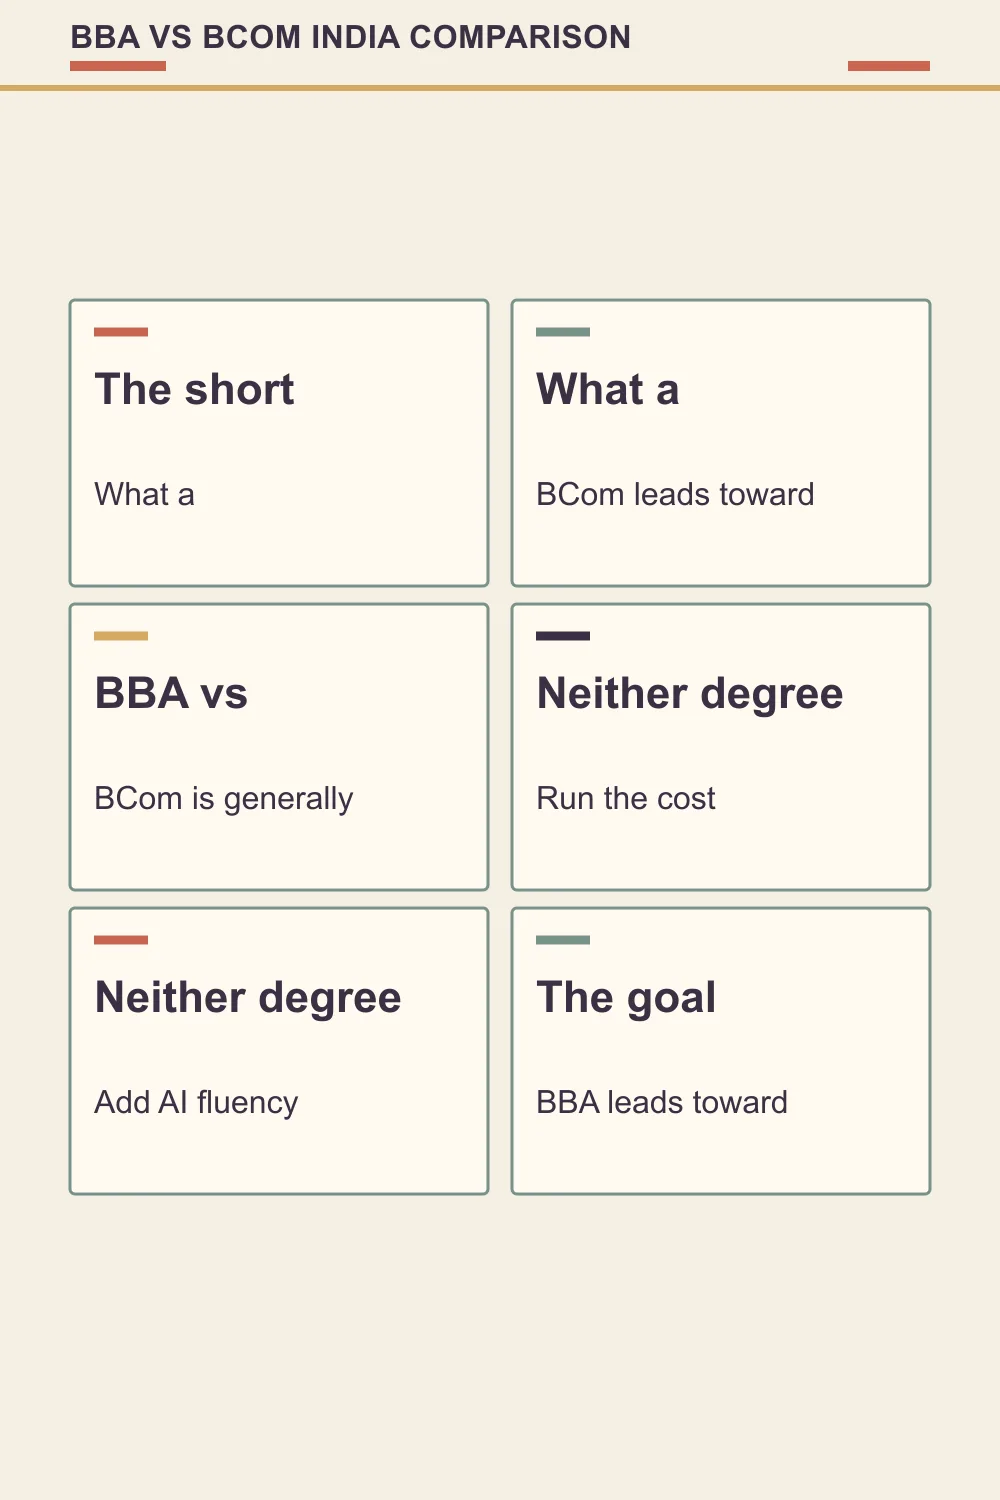 BBA VS BCOM INDIA COMPARISON
The short
What a
What a
BCom leads toward
BBA vs
BCom is generally
Neither degree
Run the cost
Neither degree
Add AI fluency
The goal
BBA leads toward